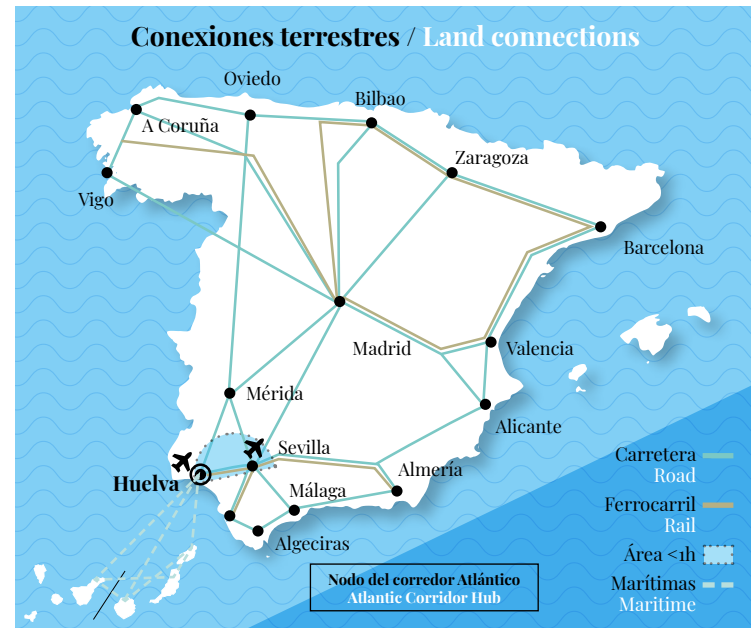 Conexiones terrestres / Land connections
Oviedo
Bilbao
A Coruña
Zaragoza
Vigo
Barcelona
Madrid
Valencia
Mérida
Alicante
Sevilla
Huelva
Almería
Málaga
Algeciras
Carretera
Road
Ferrocarril
Rail
Área <1h
Marítimas
Maritime
Nodo del corredor Atlántico
Atlantic Corridor Hub